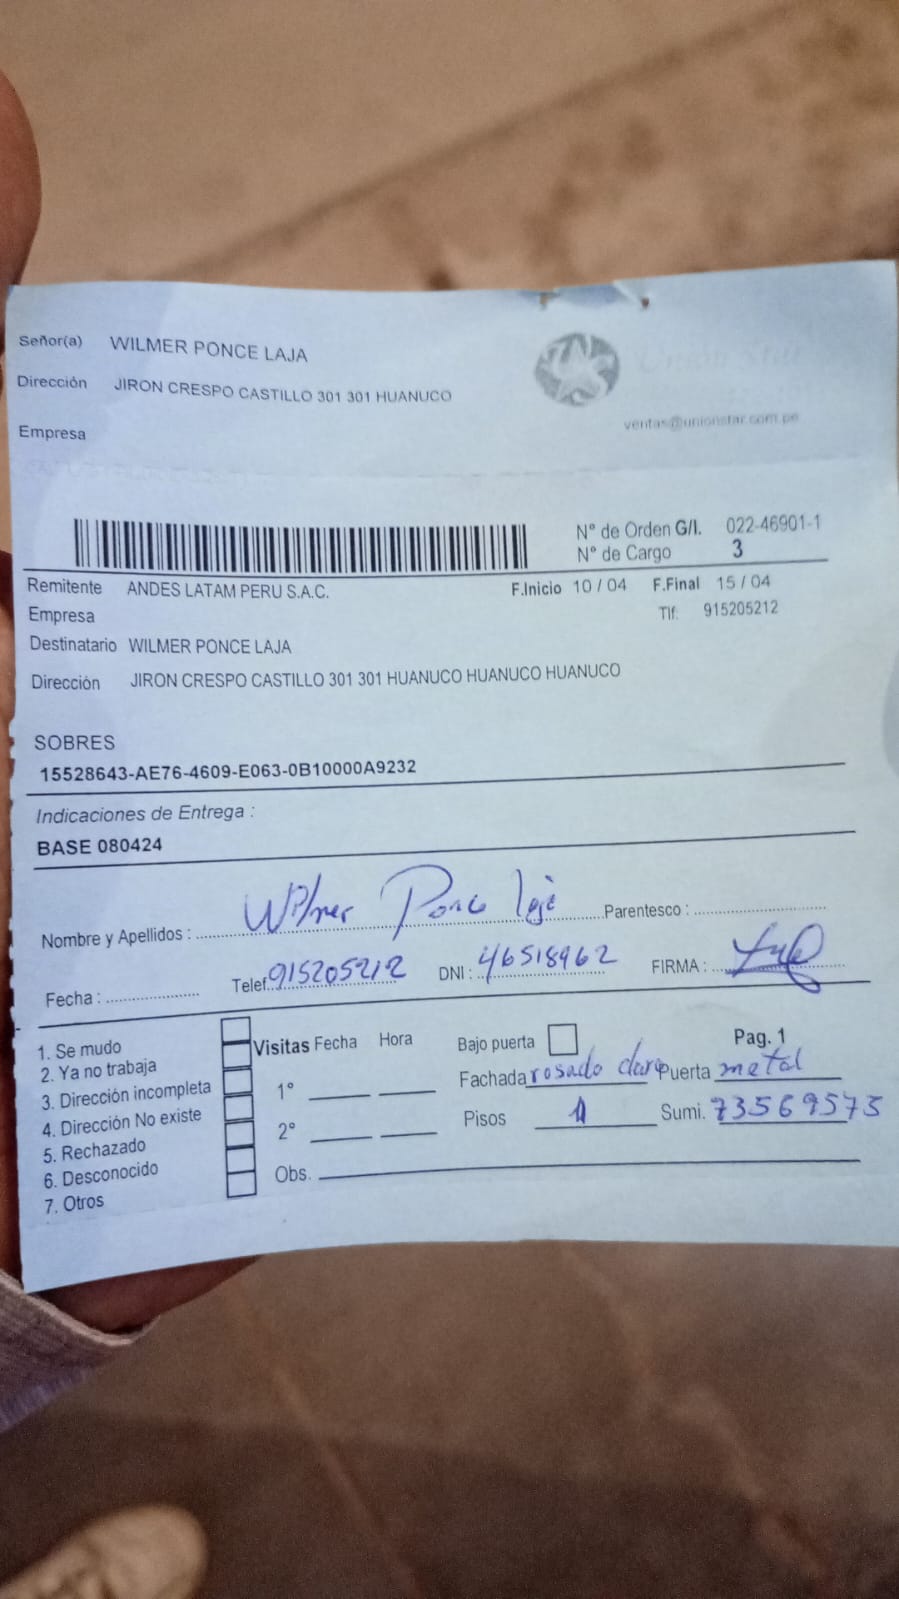 Señor(a) WILMER PONCE LAJA
Dirección JIRON CRESPO CASTILLO 301 301 HUANUCO
Empresa
Union Star
ventas@unionstar.com.pe
N° de Orden G/I. 022-46901-1
N° de Cargo 3
Remitente ANDES LATAM PERU S.A.C. F.Inicio 10 / 04 F.Final 15 / 04
Empresa Tlf: 915205212
Destinatario WILMER PONCE LAJA
Dirección JIRON CRESPO CASTILLO 301 301 HUANUCO HUANUCO HUANUCO
SOBRES
15528643-AE76-4609-E063-0B10000A9232
Indicaciones de Entrega :
BASE 080424
Nombre y Apellidos : Wilmer Ponce Laja Parentesco :
Fecha : Telef. 915205212 DNI : 46518962 FIRMA :
1. Se mudo Visitas Fecha Hora Bajo puerta Pag. 1
2. Ya no trabaja Fachada rosado claro Puerta metal
3. Dirección incompleta 1°
4. Dirección No existe 2° Pisos 1 Sumi. 73569573
5. Rechazado
6. Desconocido Obs.
7. Otros